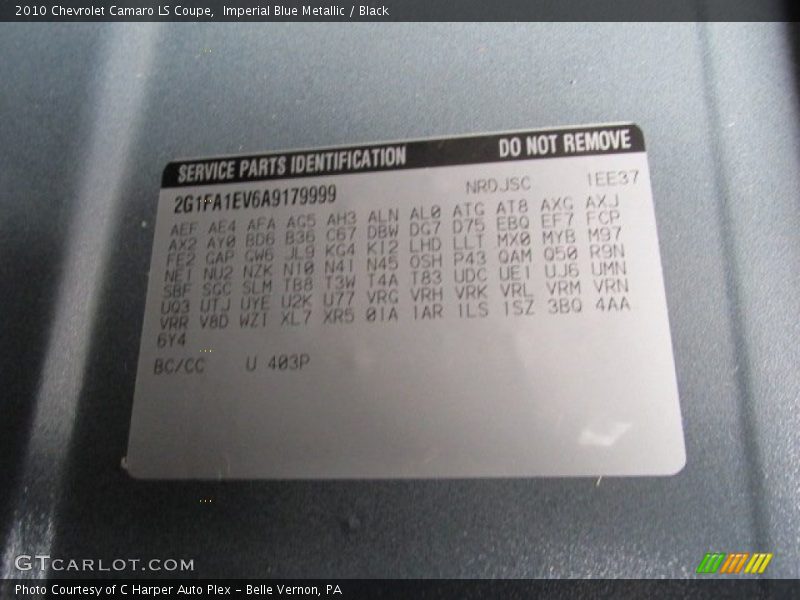 2010 Chevrolet Camaro LS Coupe, Imperial Blue Metallic / Black
SERVICE PARTS IDENTIFICATION DO NOT REMOVE
2G1FA1EV6A9179999 NRDJSC 1EE37
AEF AE4 AFA AG5 AH3 ALN AL0 ATG AT8 AXG AXJ
AX2 AY0 BD6 B36 C67 DBW DG7 D75 EBQ EF7 FCP
FE2 GAP GW6 JL9 KG4 K12 LHD LLT MX0 MYB M97
NE1 NU2 NZK N10 N41 N45 OSH P43 QAM Q50 R9N
SBF SGC SLM TB8 T3W T4A T83 UDC UE1 UJ6 UMN
UQ3 UTJ UYE U2K U77 VRG VRH VRK VRL VRM VRN
VRR V8D WZ1 XL7 XR5 01A 1AR 1LS 1SZ 3BQ 4AA
6Y4
BC/CC U 403P
GTCARLOT.COM
Photo Courtesy of C Harper Auto Plex - Belle Vernon, PA